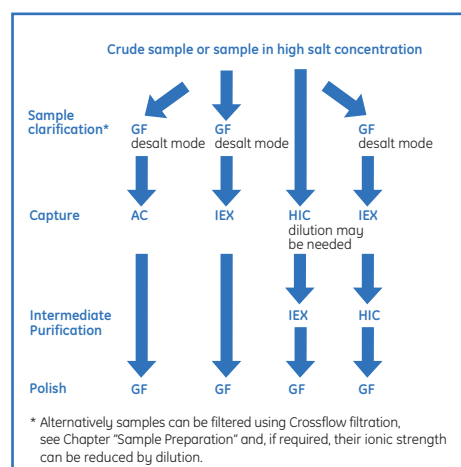 Crude sample or sample in high salt concentration
Sample
clarification*
GF
desalt mode
GF
desalt mode
GF
desalt mode
Capture
AC
IEX
HIC
dilution may
be needed
IEX
Intermediate
Purification
IEX
HIC
Polish
GF
GF
GF
GF
* Alternatively samples can be filtered using Crossflow filtration,
see Chapter "Sample Preparation" and, if required, their ionic strength
can be reduced by dilution.